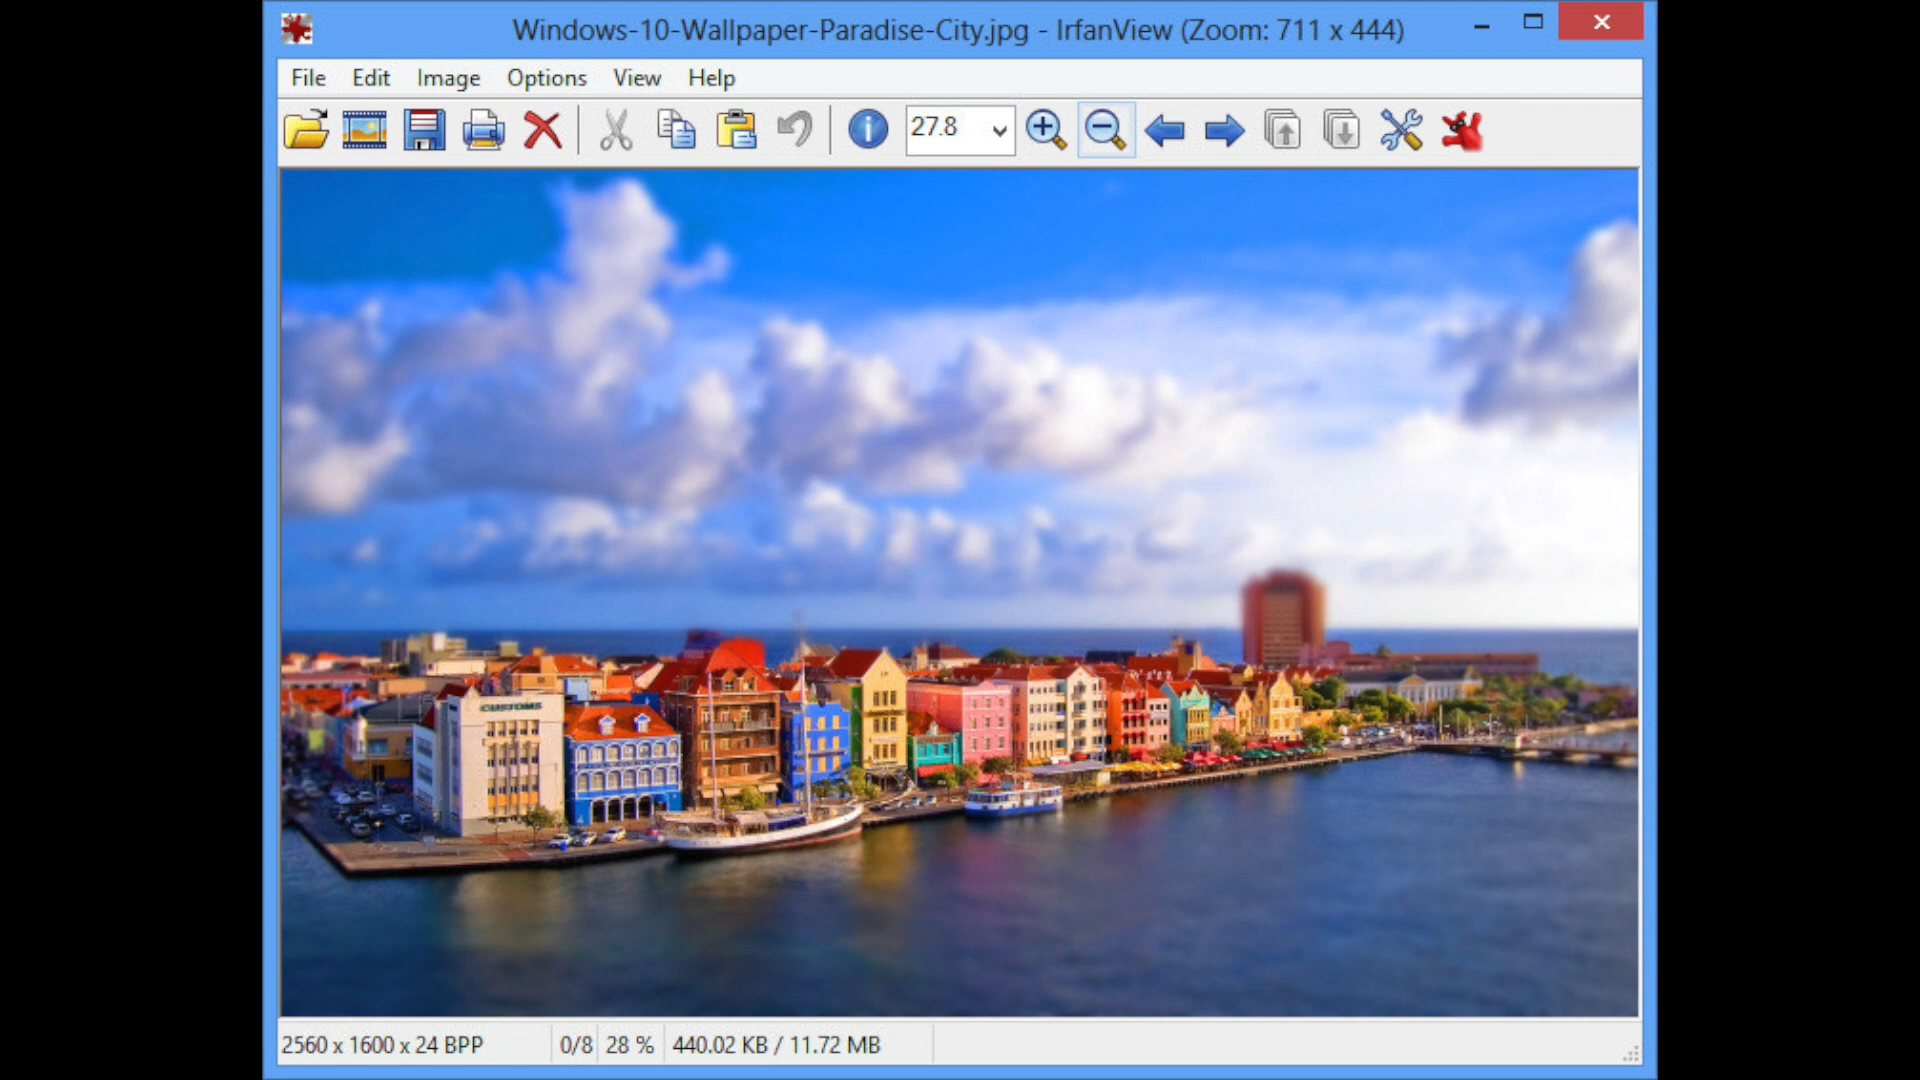 Windows-10-Wallpaper-Paradise-City.jpg - IrfanView (Zoom: 711 x 444)
File Edit Image Options View Help
27.8
CUSTOMS
2560 x 1600 x 24 BPP 0/8 28 % 440.02 KB / 11.72 MB